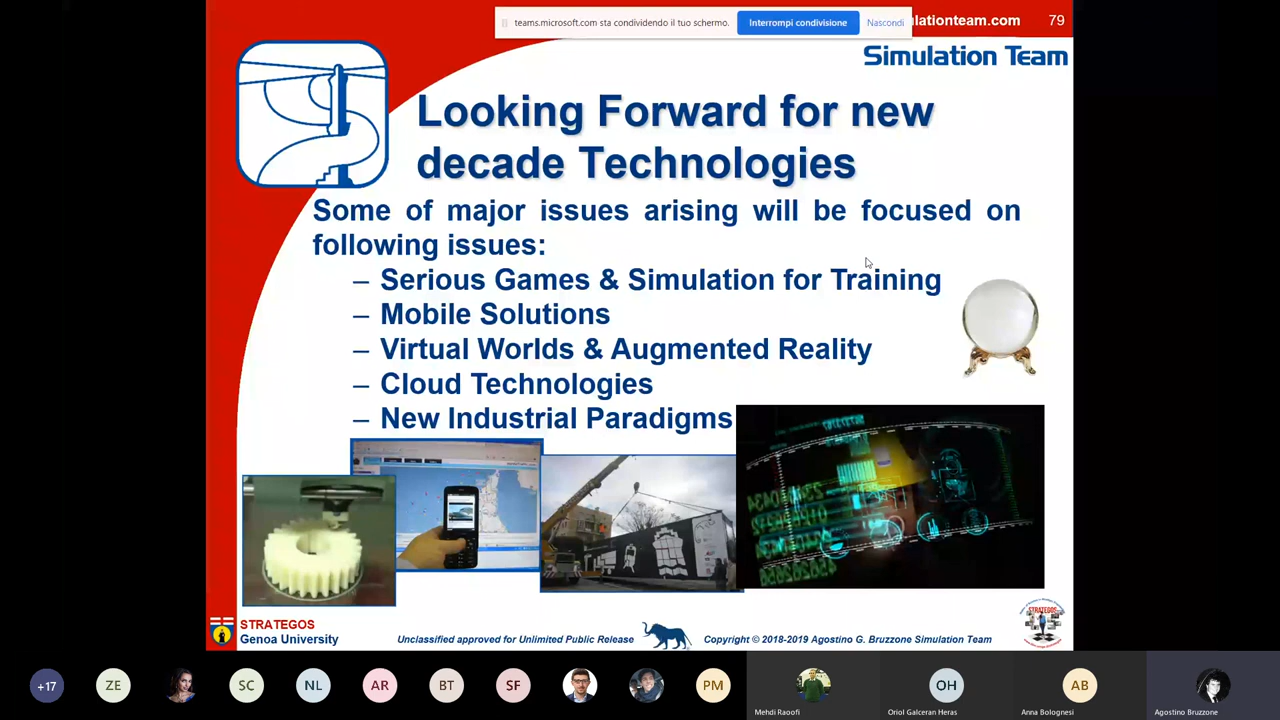 teams.microsoft.com sta condividendo il tuo schermo.
Interrompi condivisione
Nascondi
lationteam.com
79
Simulation Team
Looking Forward for new
decade Technologies
Some of major issues arising will be focused on
following issues:
– Serious Games & Simulation for Training
– Mobile Solutions
– Virtual Worlds & Augmented Reality
– Cloud Technologies
– New Industrial Paradigms
STRATEGOS
Genoa University
Unclassified approved for Unlimited Public Release
Copyright © 2018-2019 Agostino G. Bruzzone Simulation Team
STRATEGOS
+17
ZE
SC
NL
AR
BT
SF
PM
OH
AB
Mehdi Raoofi
Oriol Galceran Heras
Anna Bolognesi
Agostino Bruzzone